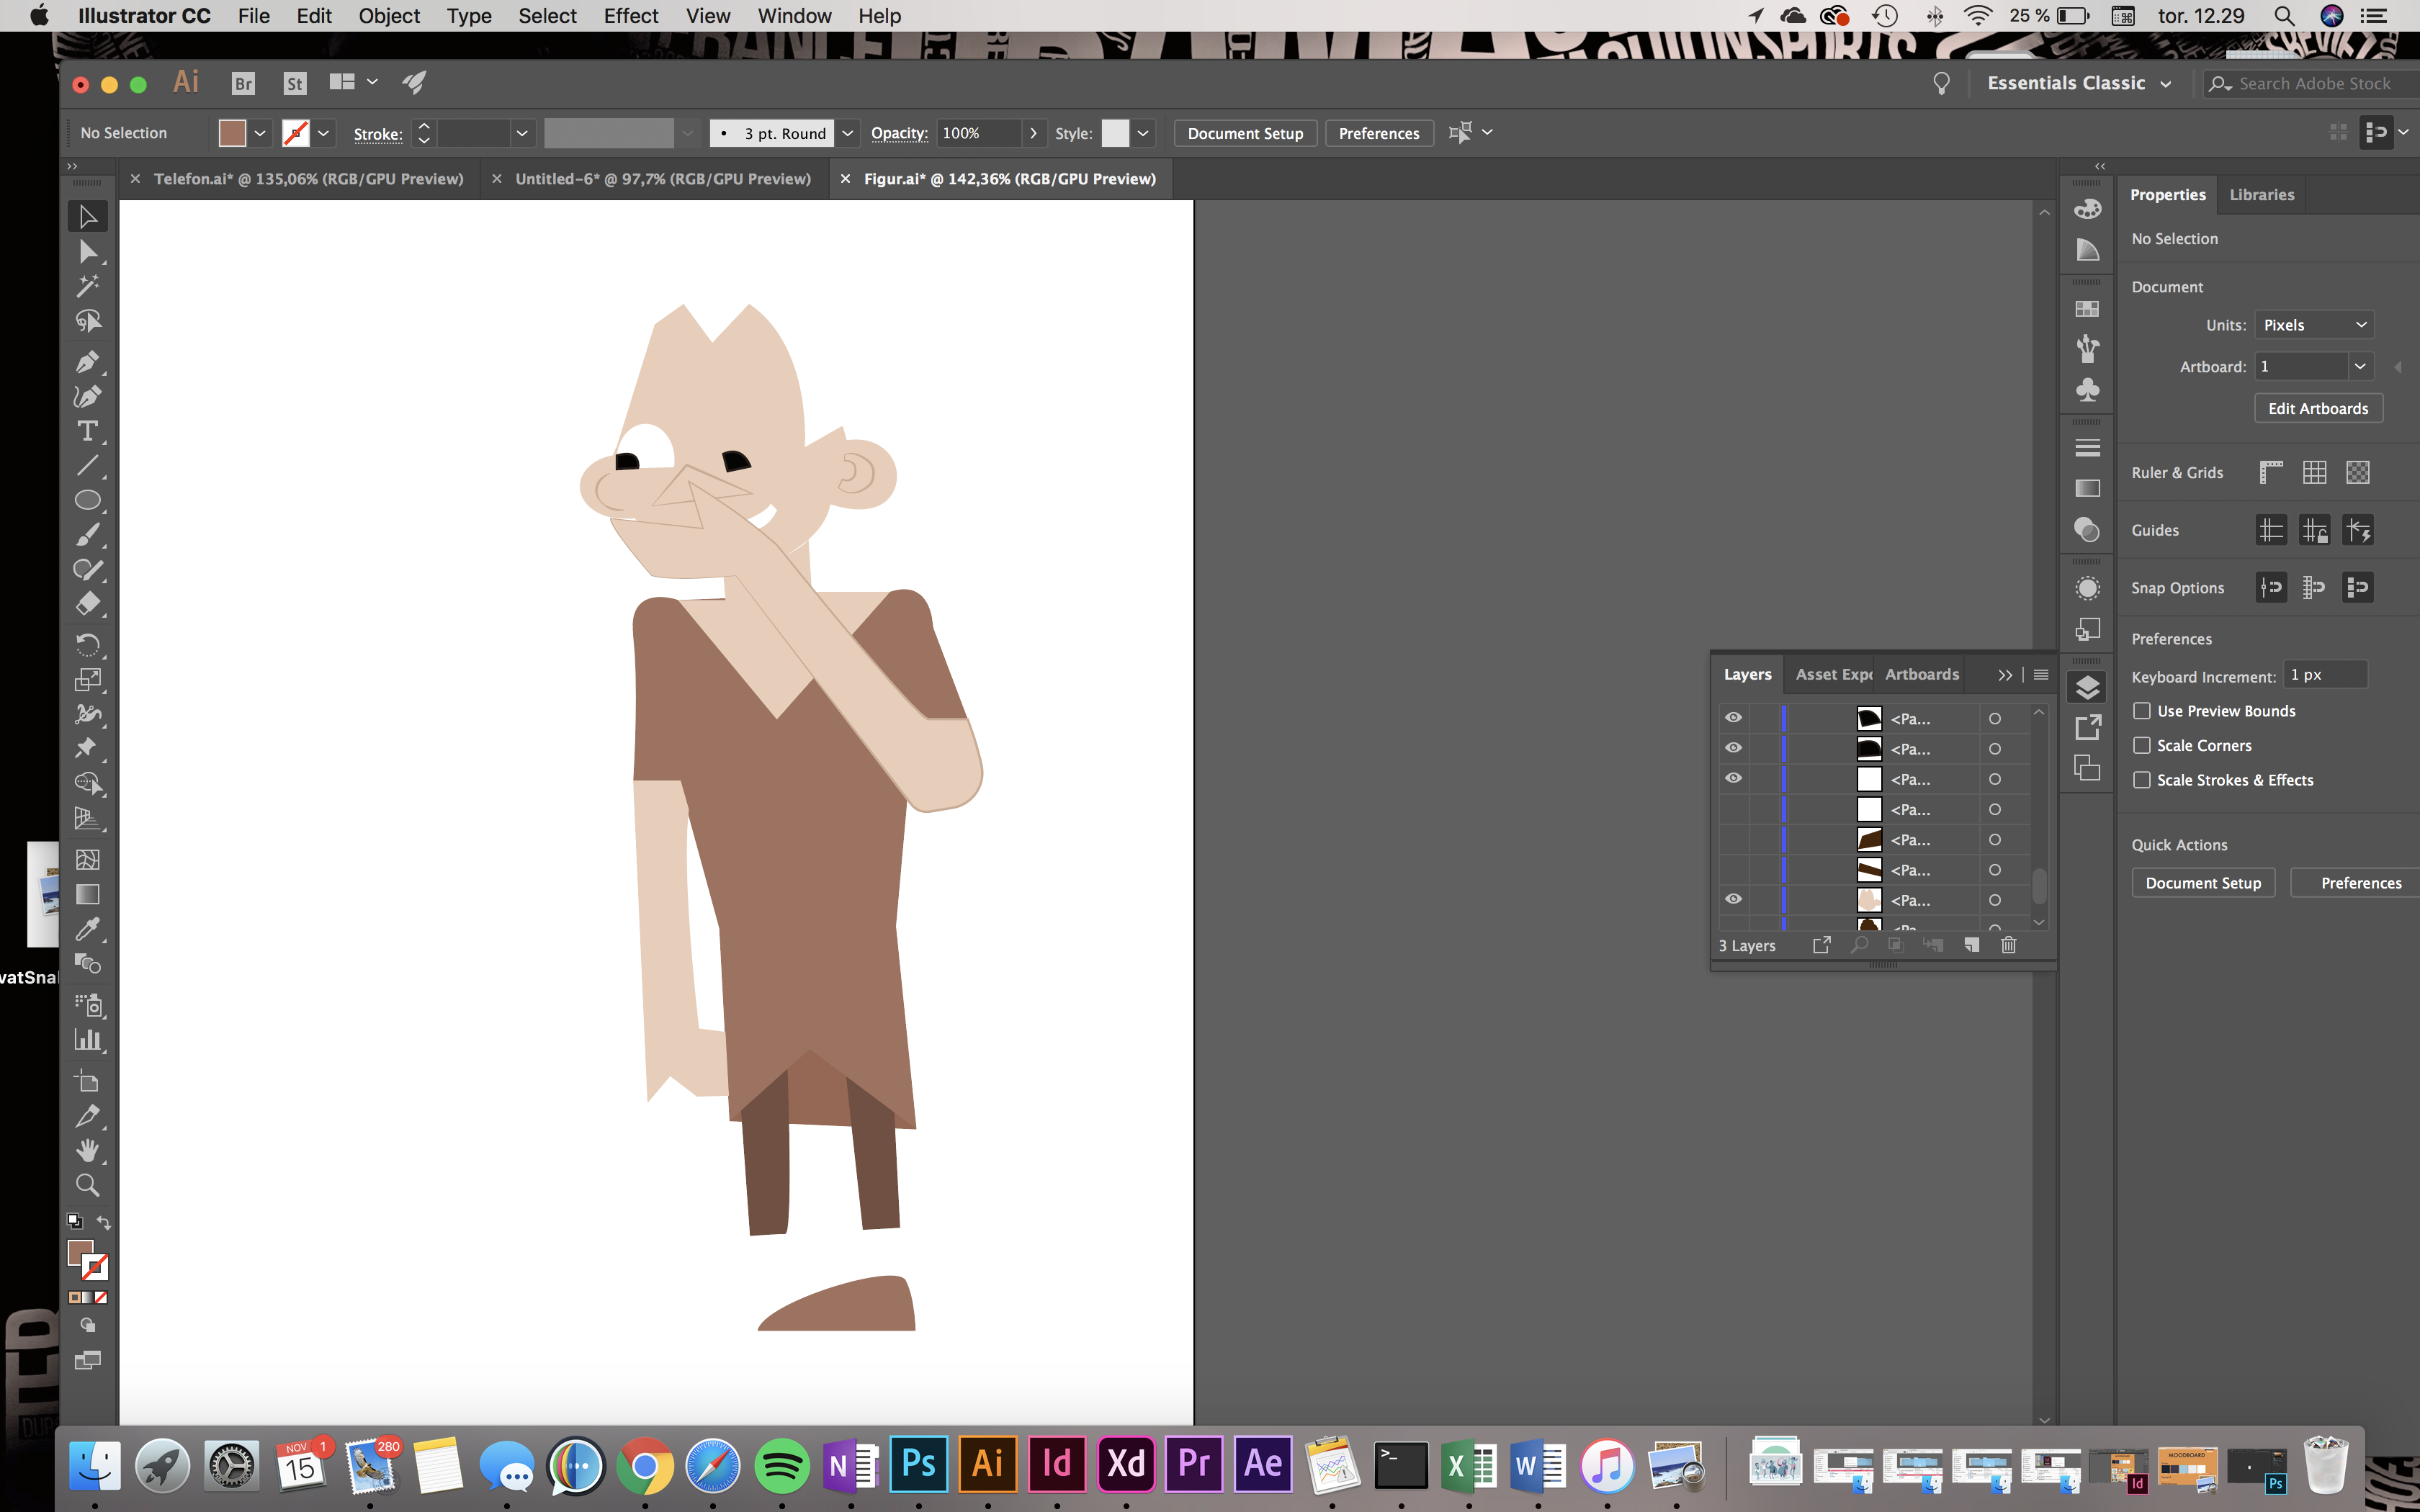 Illustrator CC File Edit Object Type Select Effect View Window Help 25 % tor. 12.29
Ai Br St Essentials Classic Search Adobe Stock
No Selection Stroke: 3 pt. Round Opacity: 100% Style: Document Setup Preferences
Telefon.ai* @ 135,06% (RGB/GPU Preview) Untitled-6* @ 97,7% (RGB/GPU Preview) Figur.ai* @ 142,36% (RGB/GPU Preview)
Properties Libraries
No Selection
Document
Units: Pixels
Artboard: 1
Edit Artboards
Ruler & Grids
Guides
Snap Options
Preferences
Keyboard Increment: 1 px
Use Preview Bounds
Scale Corners
Scale Strokes & Effects
Quick Actions
Document Setup Preferences
Layers Asset Expo Artboards
<Pa...
<Pa...
<Pa...
<Pa...
<Pa...
<Pa...
<Pa...
<Pa...
3 Layers
vatSnal
NOV 1
15
280
N Ps Ai Id Xd Pr Ae X W
MOODBOARD
Id Ps